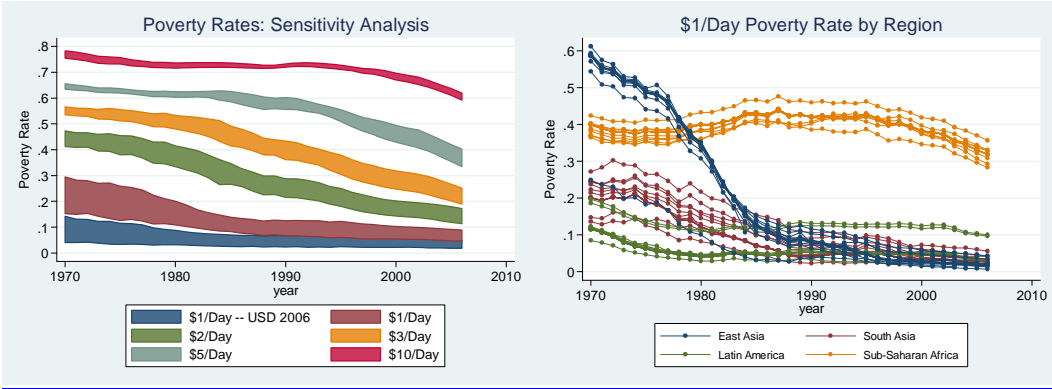 Poverty Rates: Sensitivity Analysis
Poverty Rate
.8
.7
.6
.5
.4
.3
.2
.1
0
1970 1980 1990 2000 2010
year
$1/Day -- USD 2006 $1/Day
$2/Day $3/Day
$5/Day $10/Day
$1/Day Poverty Rate by Region
Poverty Rate
.6
.5
.4
.3
.2
.1
0
1970 1980 1990 2000 2010
year
East Asia South Asia
Latin America Sub-Saharan Africa